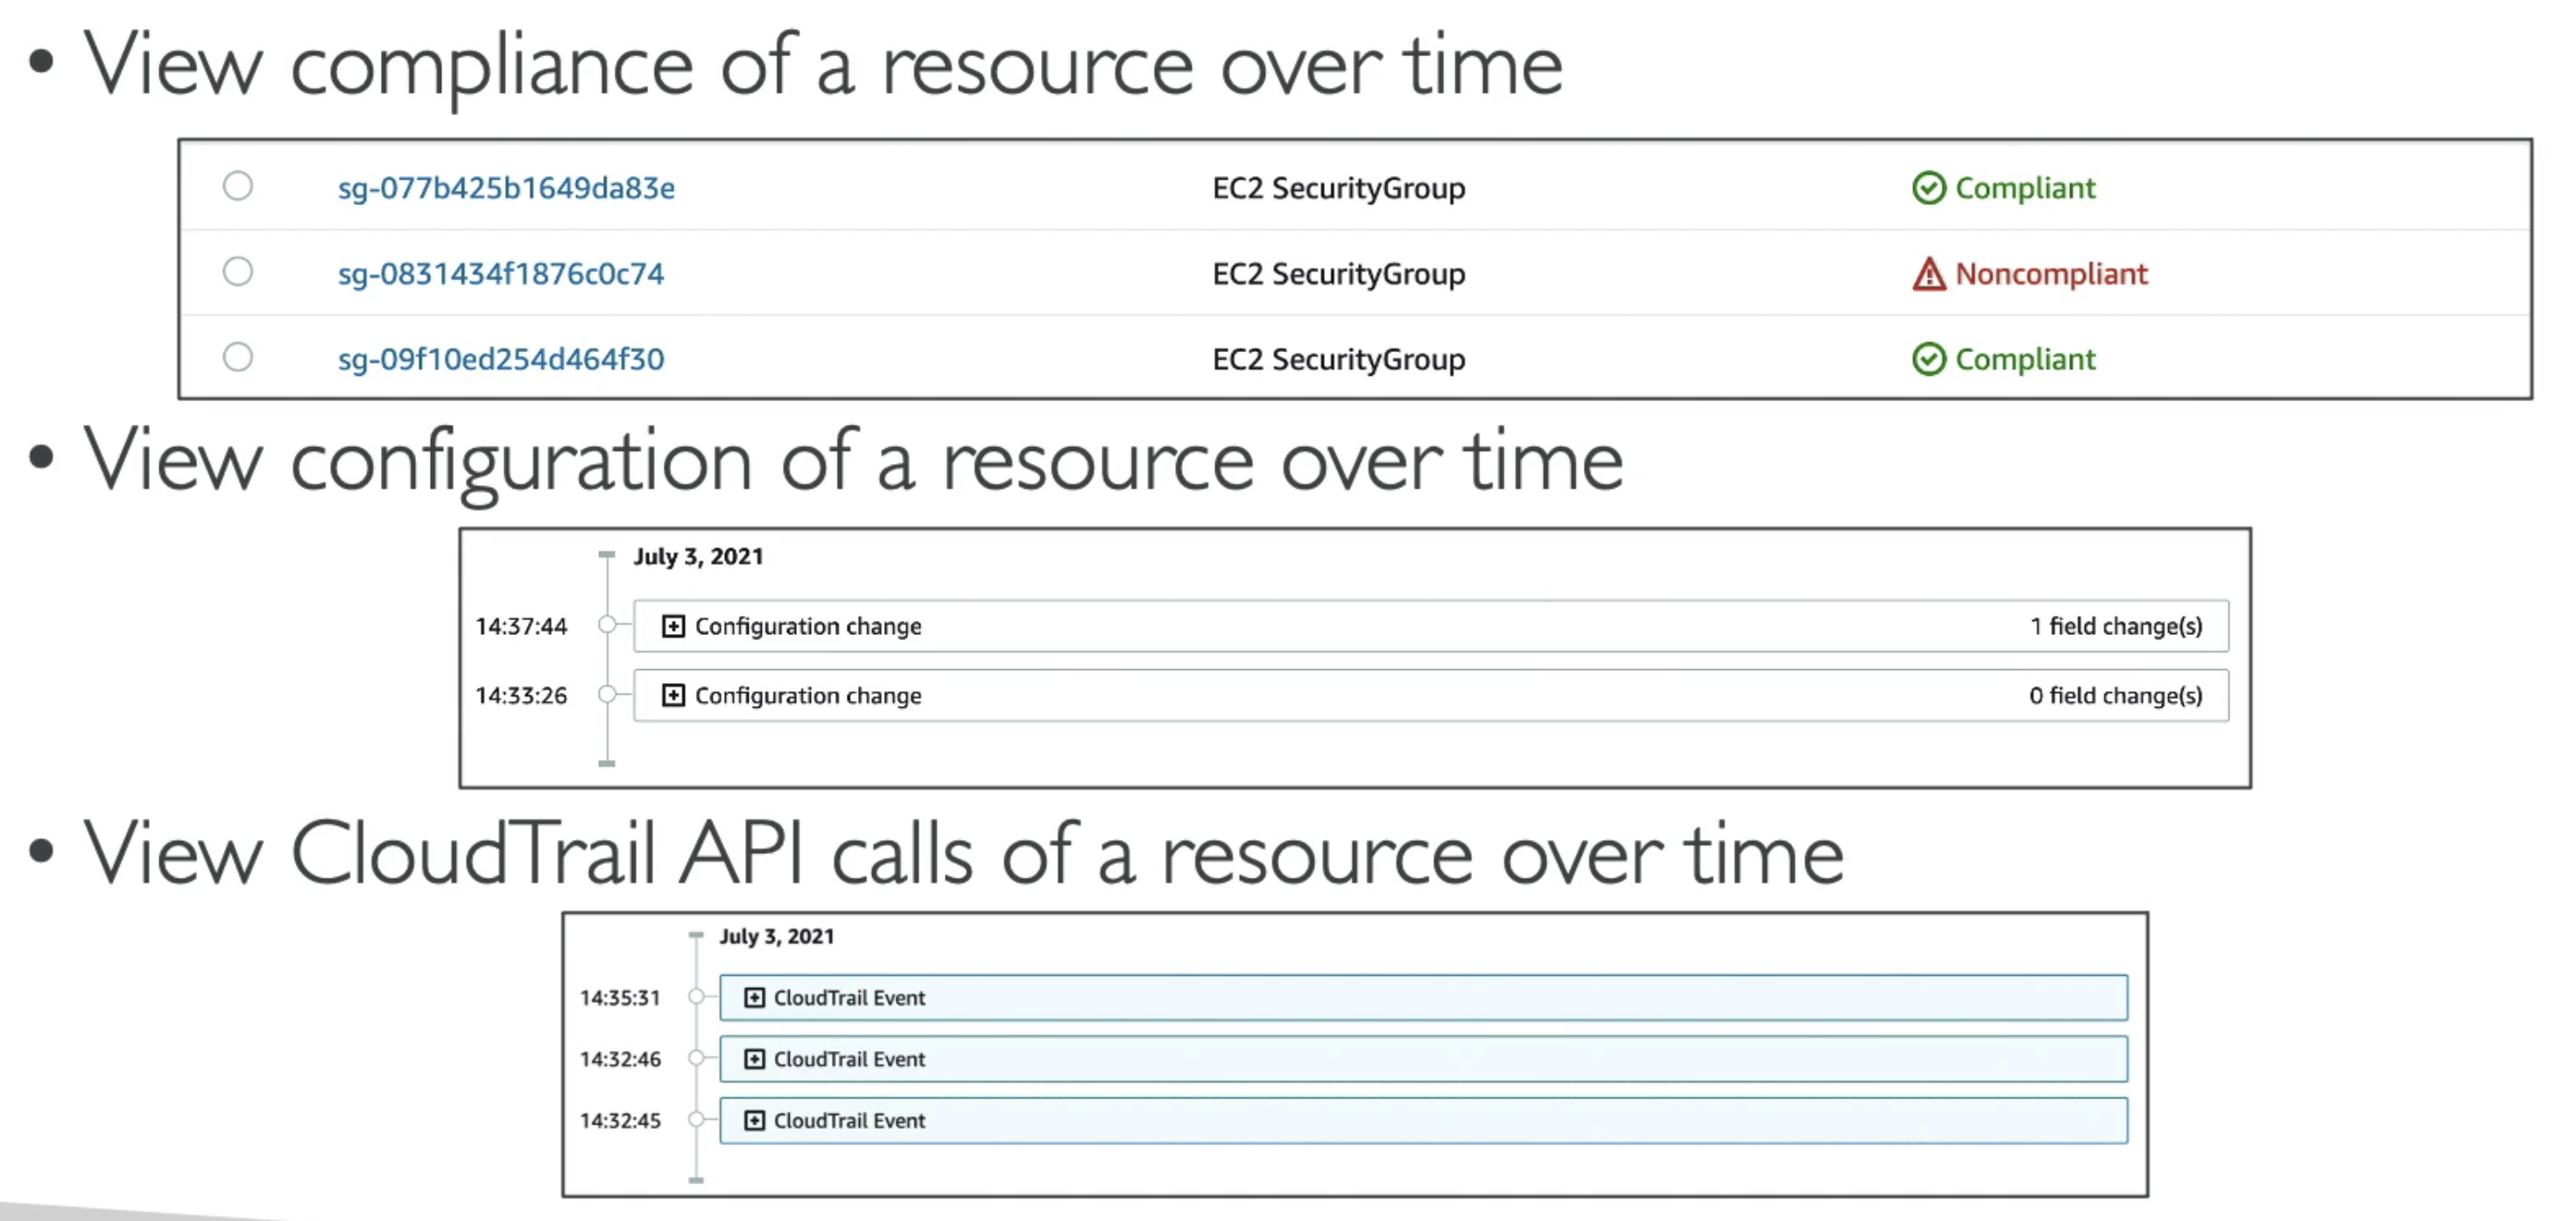 • View compliance of a resource over time
sg-077b425b1649da83e EC2 SecurityGroup Compliant
sg-0831434f1876c0c74 EC2 SecurityGroup Noncompliant
sg-09f10ed254d464f30 EC2 SecurityGroup Compliant
• View configuration of a resource over time
July 3, 2021
14:37:44 Configuration change 1 field change(s)
14:33:26 Configuration change 0 field change(s)
• View CloudTrail API calls of a resource over time
July 3, 2021
14:35:31 CloudTrail Event
14:32:46 CloudTrail Event
14:32:45 CloudTrail Event